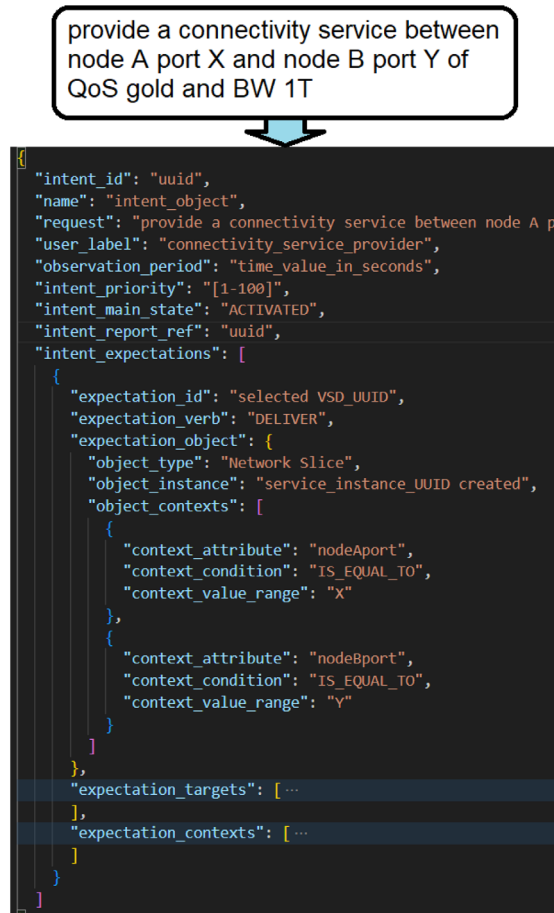 provide a connectivity service between
node A port X and node B port Y of
QoS gold and BW 1T
{
"intent_id": "uuid",
"name": "intent_object",
"request": "provide a connectivity service between node A p
"user_label": "connectivity_service_provider",
"observation_period": "time_value_in_seconds",
"intent_priority": "[1-100]",
"intent_main_state": "ACTIVATED",
"intent_report_ref": "uuid",
"intent_expectations": [
{
"expectation_id": "selected VSD_UUID",
"expectation_verb": "DELIVER",
"expectation_object": {
"object_type": "Network Slice",
"object_instance": "service_instance_UUID created",
"object_contexts": [
{
"context_attribute": "nodeAport",
"context_condition": "IS_EQUAL_TO",
"context_value_range": "X"
},
{
"context_attribute": "nodeBport",
"context_condition": "IS_EQUAL_TO",
"context_value_range": "Y"
}
]
},
"expectation_targets": [ ···
],
"expectation_contexts": [ ···
]
}
]